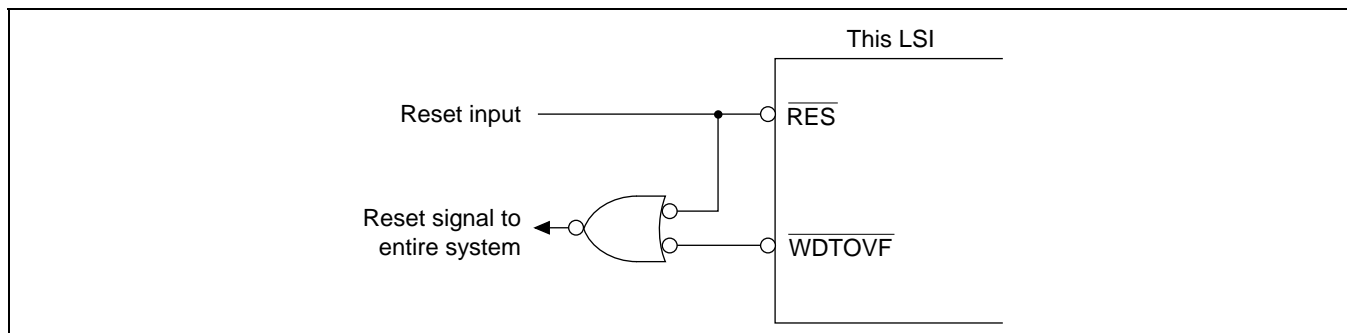 This LSI
Reset input
RES
Reset signal to
entire system
WDTOVF